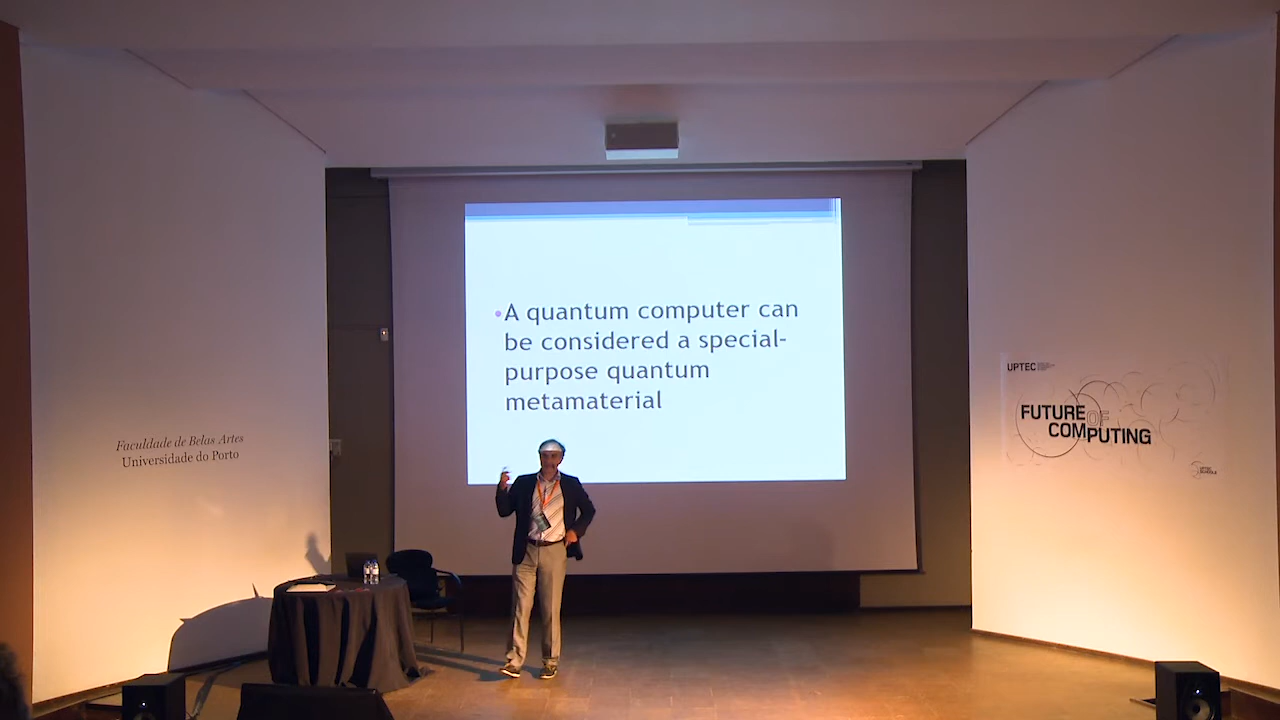 A quantum computer can
be considered a special-
purpose quantum
metamaterial
Faculdade de Belas Artes
Universidade do Porto
UPTEC
FUTURE OF
COMPUTING